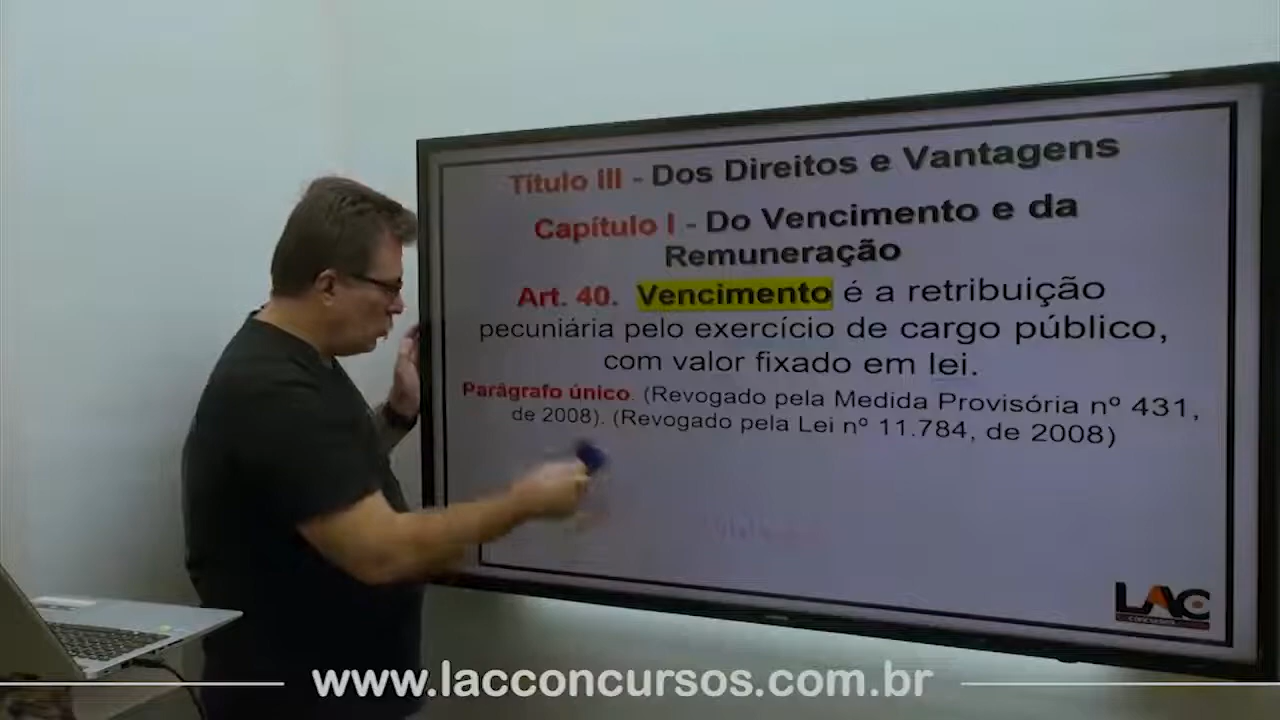 Título III - Dos Direitos e Vantagens
Capítulo I - Do Vencimento e da
Remuneração
Art. 40. Vencimento é a retribuição
pecuniária pelo exercício de cargo público,
com valor fixado em lei.
Parágrafo único. (Revogado pela Medida Provisória nº 431,
de 2008). (Revogado pela Lei nº 11.784, de 2008)
LAC
CONCURSOS
www.lacconcursos.com.br